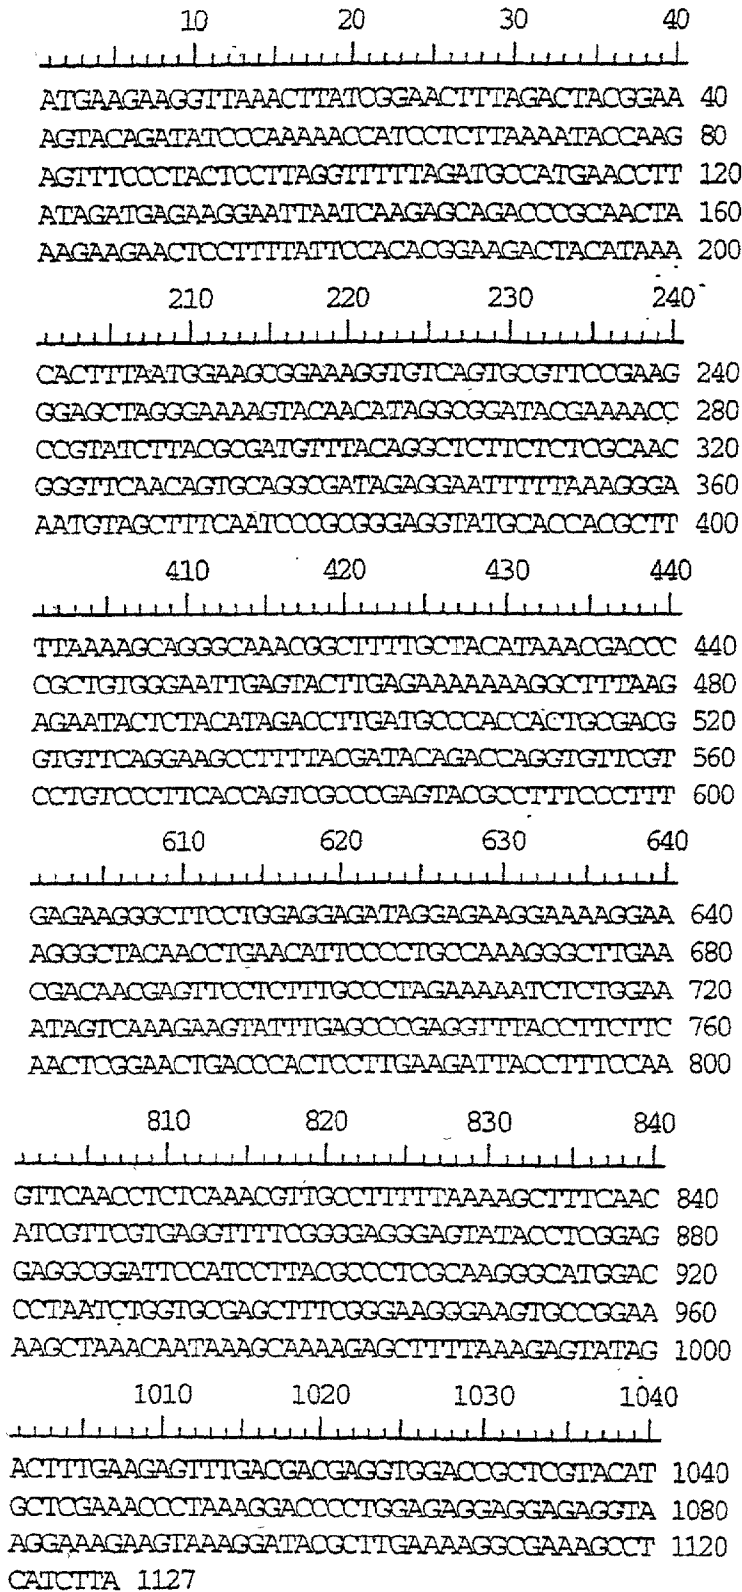 10 20 30 40
ATGAAGAAGGTTAAACTTATCGGAACTTTAGACTACGGAA 40
AGTACAGATATCCCAAAAACCATCCTCTTAAAATACCAAG 80
AGTTTCCCTACTCCTTAGGTTTTTAGATGCCATGAACCTT 120
ATAGATGAGAAGGAATTAATCAAGAGCAGACCCGCAACTA 160
AAGAAGAACTCCTTTTATTCCACACGGAAGACTACATAAA 200
210 220 230 240
CACTTTAATGGAAGCGGAAAGGTGTCAGTGCGTTCCGAAG 240
GGAGCTAGGGAAAAGTACAACATAGGCGGATACGAAAACC 280
CCGTATCTTACGCGATGTTTACAGGCTCTTCTCTCGCAAC 320
GGGTTCAACAGTGCAGGCGATAGAGGAATTTTTAAAGGGA 360
AATGTAGCTTTCAATCCCGCGGGAGGTATGCACCACGCTT 400
410 420 430 440
TTAAAAGCAGGGCAAACGGCTTTTGCTACATAAACGACCC 440
CGCTGTGGGAATTGAGTACTTGAGAAAAAAAGGCTTTAAG 480
AGAATACTCTACATAGACCTTGATGCCCACCACTGCGACG 520
GTGTTCAGGAAGCCTTTTACGATACAGACCAGGTGTTCGT 560
CCTGTCCCTTCACCAGTCGCCCGAGTACGCCTTTCCCTTT 600
610 620 630 640
GAGAAGGGCTTCCTGGAGGAGATAGGAGAAGGAAAAGGAA 640
AGGGCTACAACCTGAACATTCCCCTGCCAAAGGGCTTGAA 680
CGACAACGAGTTCCTCTTTGCCCTAGAAAAATCTCTGGAA 720
ATAGTCAAAGAAGTATTTGAGCCCGAGGTTTACCTTCTTC 760
AACTCGGAACTGACCCACTCCTTGAAGATTACCTTTCCAA 800
810 820 830 840
GTTCAACCTCTCAAACGTTGCCTTTTTAAAAGCTTTCAAC 840
ATCGTTCGTGAGGTTTTCGGGGAGGGAGTATACCTCGGAG 880
GAGGCGGATTCCATCCTTACGCCCTCGCAAGGGCATGGAC 920
CCTAATCTGGTGCGAGCTTTCGGGAAGGGAAGTGCCGGAA 960
AAGCTAAACAATAAAGCAAAAGAGCTTTTAAAGAGTATAG 1000
1010 1020 1030 1040
ACTTTGAAGAGTTTGACGACGAGGTGGACCGCTCGTACAT 1040
GCTCGAAACCCTAAAGGACCCCTGGAGAGGAGGAGAGGTA 1080
AGGAAAGAAGTAAAGGATACGCTTGAAAAGGCGAAAGCCT 1120
CATCTTA 1127